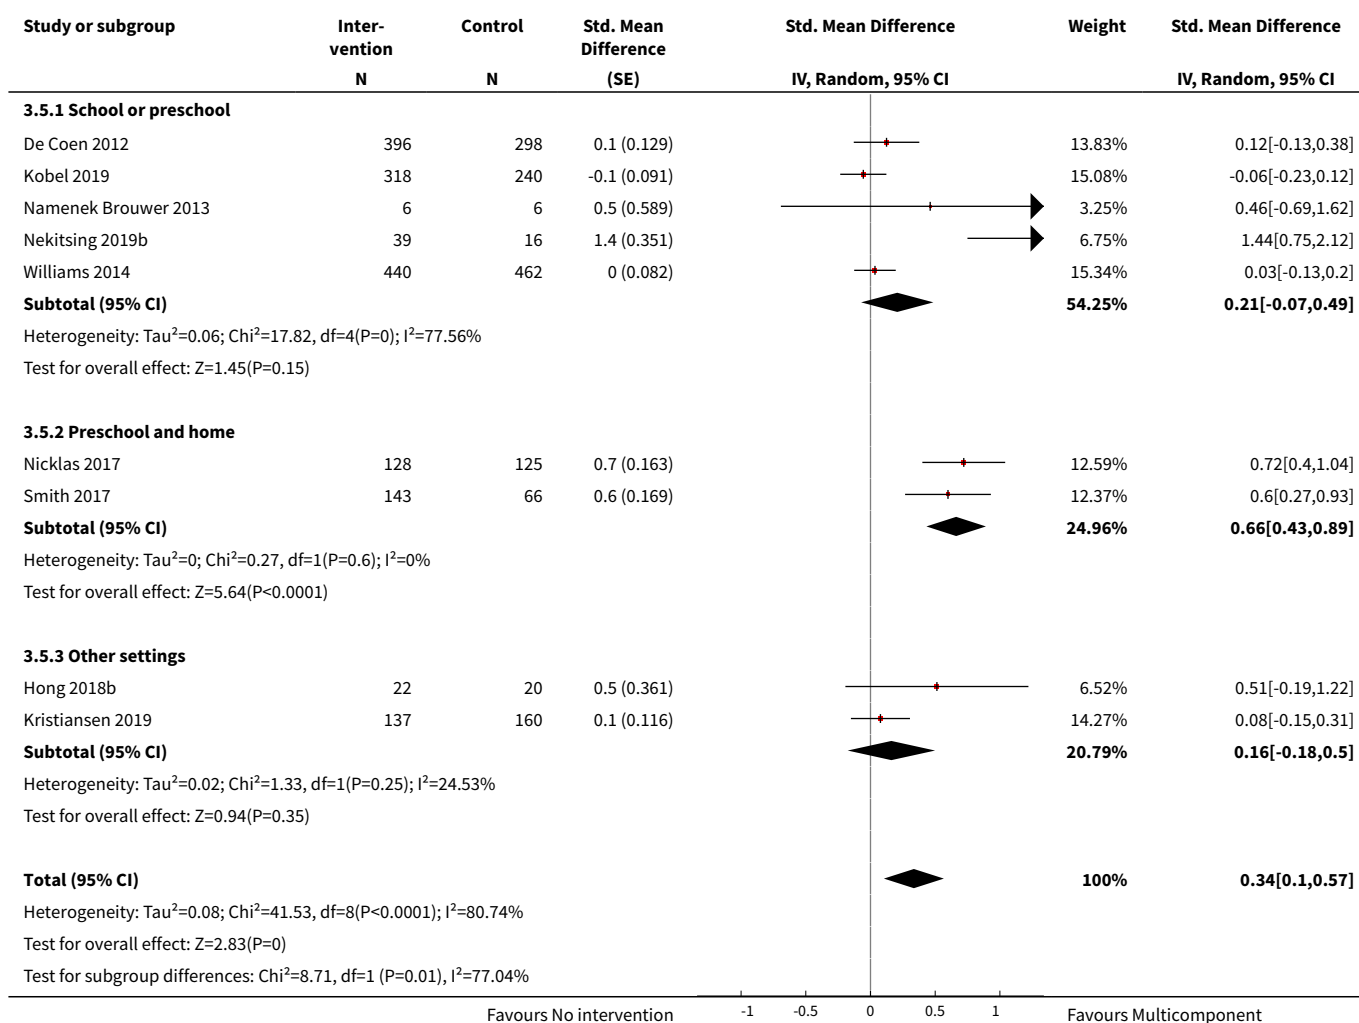 Study or subgroup Inter- Control Std. Mean Std. Mean Difference Weight Std. Mean Difference
vention Difference
N N (SE) IV, Random, 95% CI IV, Random, 95% CI
3.5.1 School or preschool
De Coen 2012 396 298 0.1 (0.129) 13.83% 0.12[-0.13,0.38]
Kobel 2019 318 240 -0.1 (0.091) 15.08% -0.06[-0.23,0.12]
Namenek Brouwer 2013 6 6 0.5 (0.589) 3.25% 0.46[-0.69,1.62]
Nekitsing 2019b 39 16 1.4 (0.351) 6.75% 1.44[0.75,2.12]
Williams 2014 440 462 0 (0.082) 15.34% 0.03[-0.13,0.2]
Subtotal (95% CI) 54.25% 0.21[-0.07,0.49]
Heterogeneity: Tau²=0.06; Chi²=17.82, df=4(P=0); I²=77.56%
Test for overall effect: Z=1.45(P=0.15)
3.5.2 Preschool and home
Nicklas 2017 128 125 0.7 (0.163) 12.59% 0.72[0.4,1.04]
Smith 2017 143 66 0.6 (0.169) 12.37% 0.6[0.27,0.93]
Subtotal (95% CI) 24.96% 0.66[0.43,0.89]
Heterogeneity: Tau²=0; Chi²=0.27, df=1(P=0.6); I²=0%
Test for overall effect: Z=5.64(P<0.0001)
3.5.3 Other settings
Hong 2018b 22 20 0.5 (0.361) 6.52% 0.51[-0.19,1.22]
Kristiansen 2019 137 160 0.1 (0.116) 14.27% 0.08[-0.15,0.31]
Subtotal (95% CI) 20.79% 0.16[-0.18,0.5]
Heterogeneity: Tau²=0.02; Chi²=1.33, df=1(P=0.25); I²=24.53%
Test for overall effect: Z=0.94(P=0.35)
Total (95% CI) 100% 0.34[0.1,0.57]
Heterogeneity: Tau²=0.08; Chi²=41.53, df=8(P<0.0001); I²=80.74%
Test for overall effect: Z=2.83(P=0)
Test for subgroup differences: Chi²=8.71, df=1 (P=0.01), I²=77.04%
Favours No intervention -1 -0.5 0 0.5 1 Favours Multicomponent